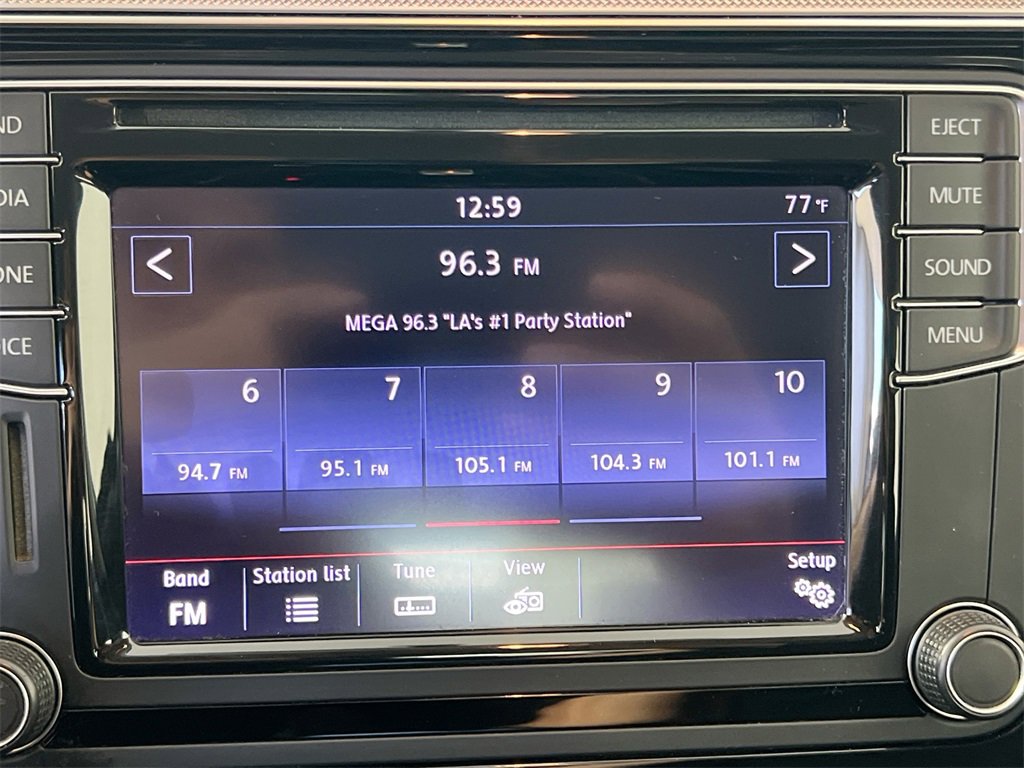 ND
DIA
ONE
ICE
EJECT
MUTE
SOUND
MENU
12:59
77 °F
<
96.3 FM
>
MEGA 96.3 "LA's #1 Party Station"
6 7 8 9 10
94.7 FM 95.1 FM 105.1 FM 104.3 FM 101.1 FM
Band Station list Tune View Setup
FM